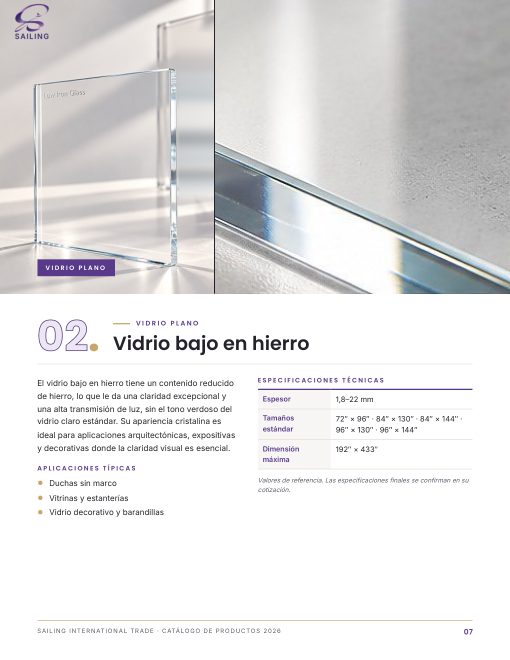 SAILING
Low Iron Glass
VIDRIO PLANO
02.
VIDRIO PLANO
Vidrio bajo en hierro
El vidrio bajo en hierro tiene un contenido reducido
de hierro, lo que le da una claridad excepcional y
una alta transmisión de luz, sin el tono verdoso del
vidrio claro estándar. Su apariencia cristalina es
ideal para aplicaciones arquitectónicas, expositivas
y decorativas donde la claridad visual es esencial.
APLICACIONES TÍPICAS
Duchas sin marco
Vitrinas y estanterías
Vidrio decorativo y barandillas
ESPECIFICACIONES TÉCNICAS
Espesor 1,8–22 mm
Tamaños estándar 72" × 96" · 84" × 130" · 84" × 144" ·
96" × 130" · 96" × 144"
Dimensión máxima 192" × 433"
Valores de referencia. Las especificaciones finales se confirman en su
cotización.
SAILING INTERNATIONAL TRADE · CATÁLOGO DE PRODUCTOS 2026
07